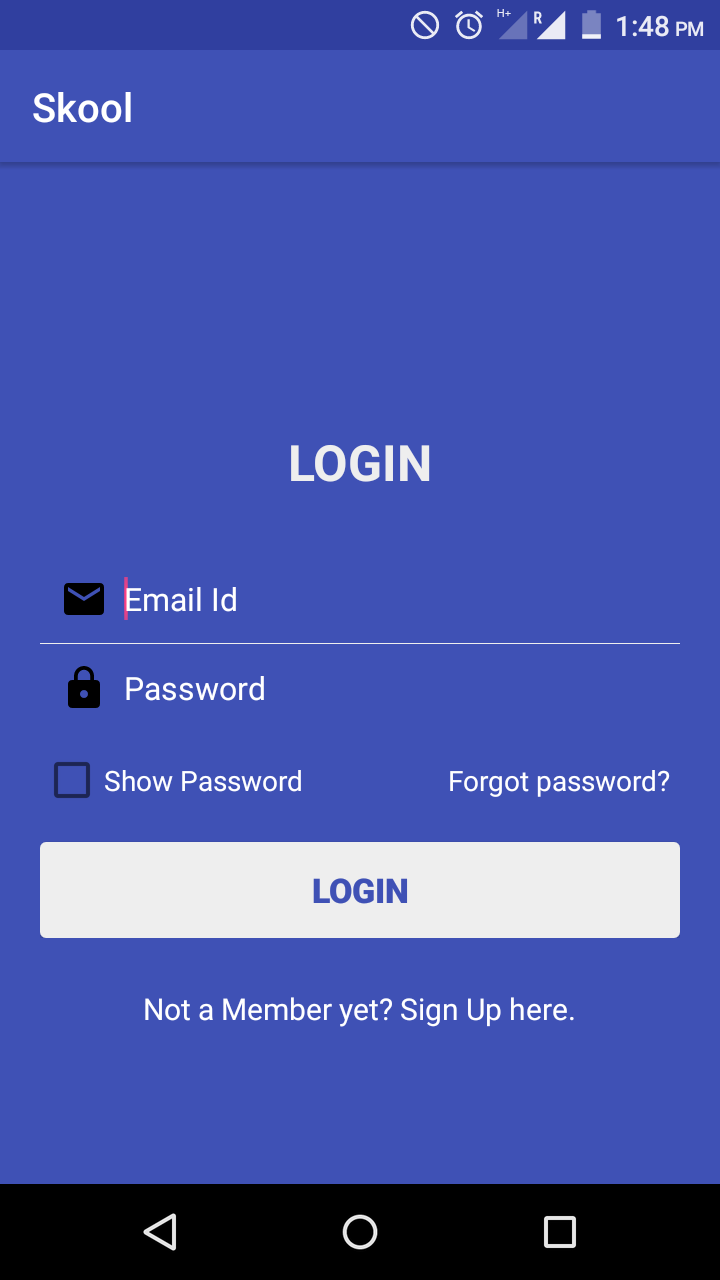 H+ R 1:48 PM
Skool
LOGIN
Email Id
Password
Show Password Forgot password?
LOGIN
Not a Member yet? Sign Up here.